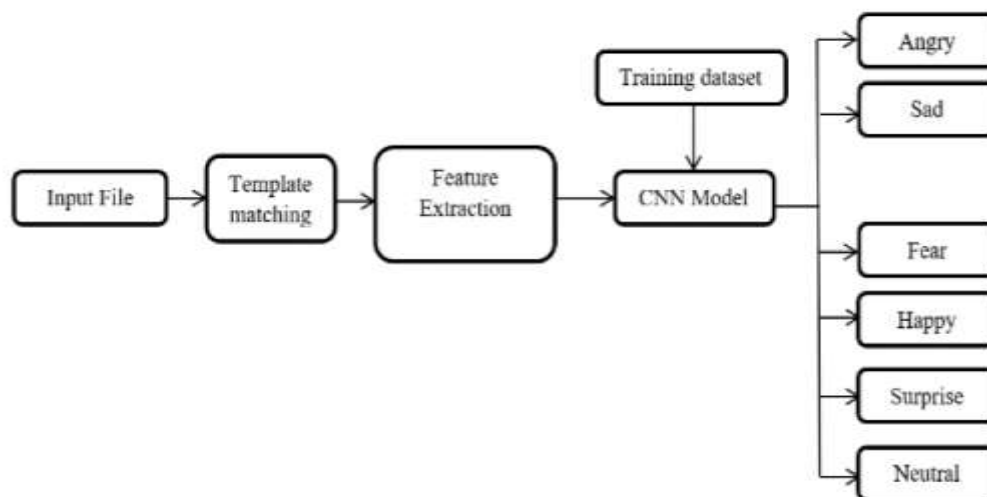 Angry
Training dataset
Sad
Input File
Template
matching
Feature
Extraction
CNN Model
Fear
Happy
Surprise
Neutral